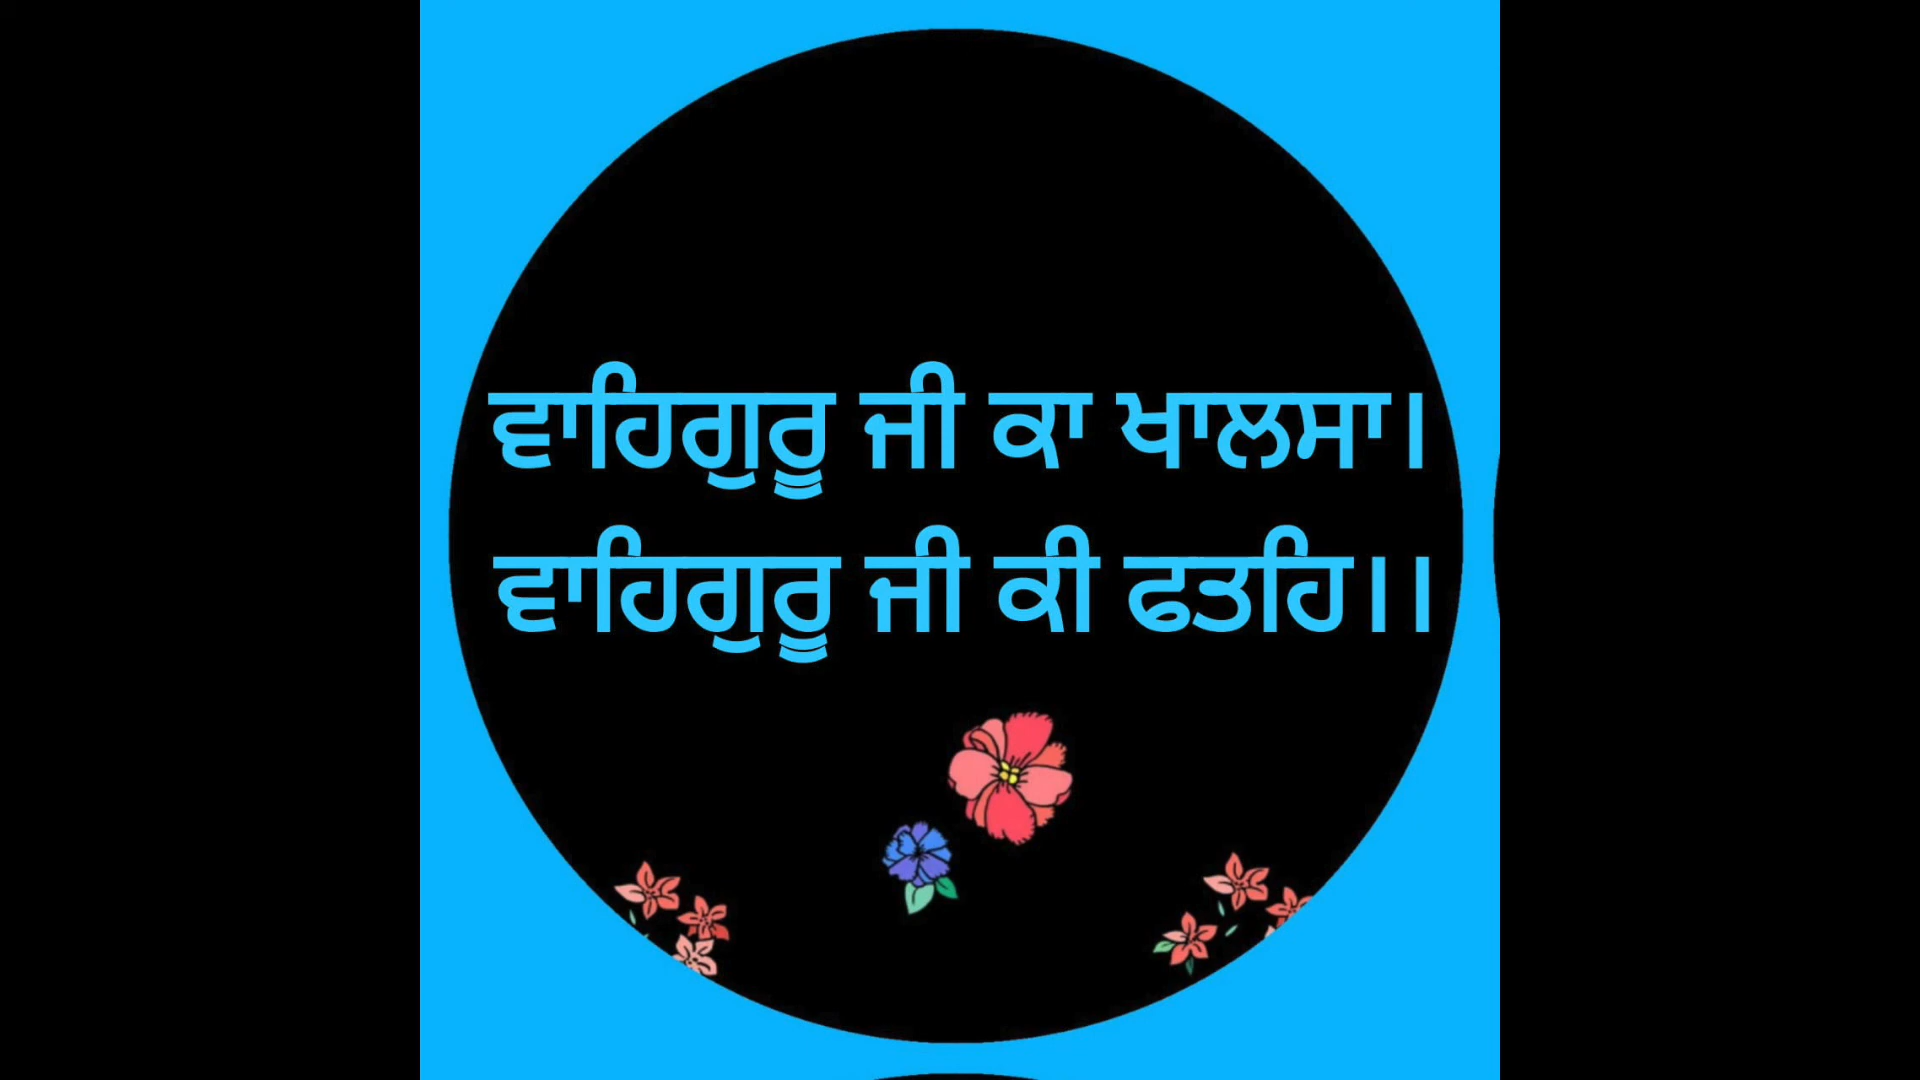 ਵਾਹਿਗੁਰੂ ਜੀ ਕਾ ਖਾਲਸਾ।
ਵਾਹਿਗੁਰੂ ਜੀ ਕੀ ਫਤਹਿ।।